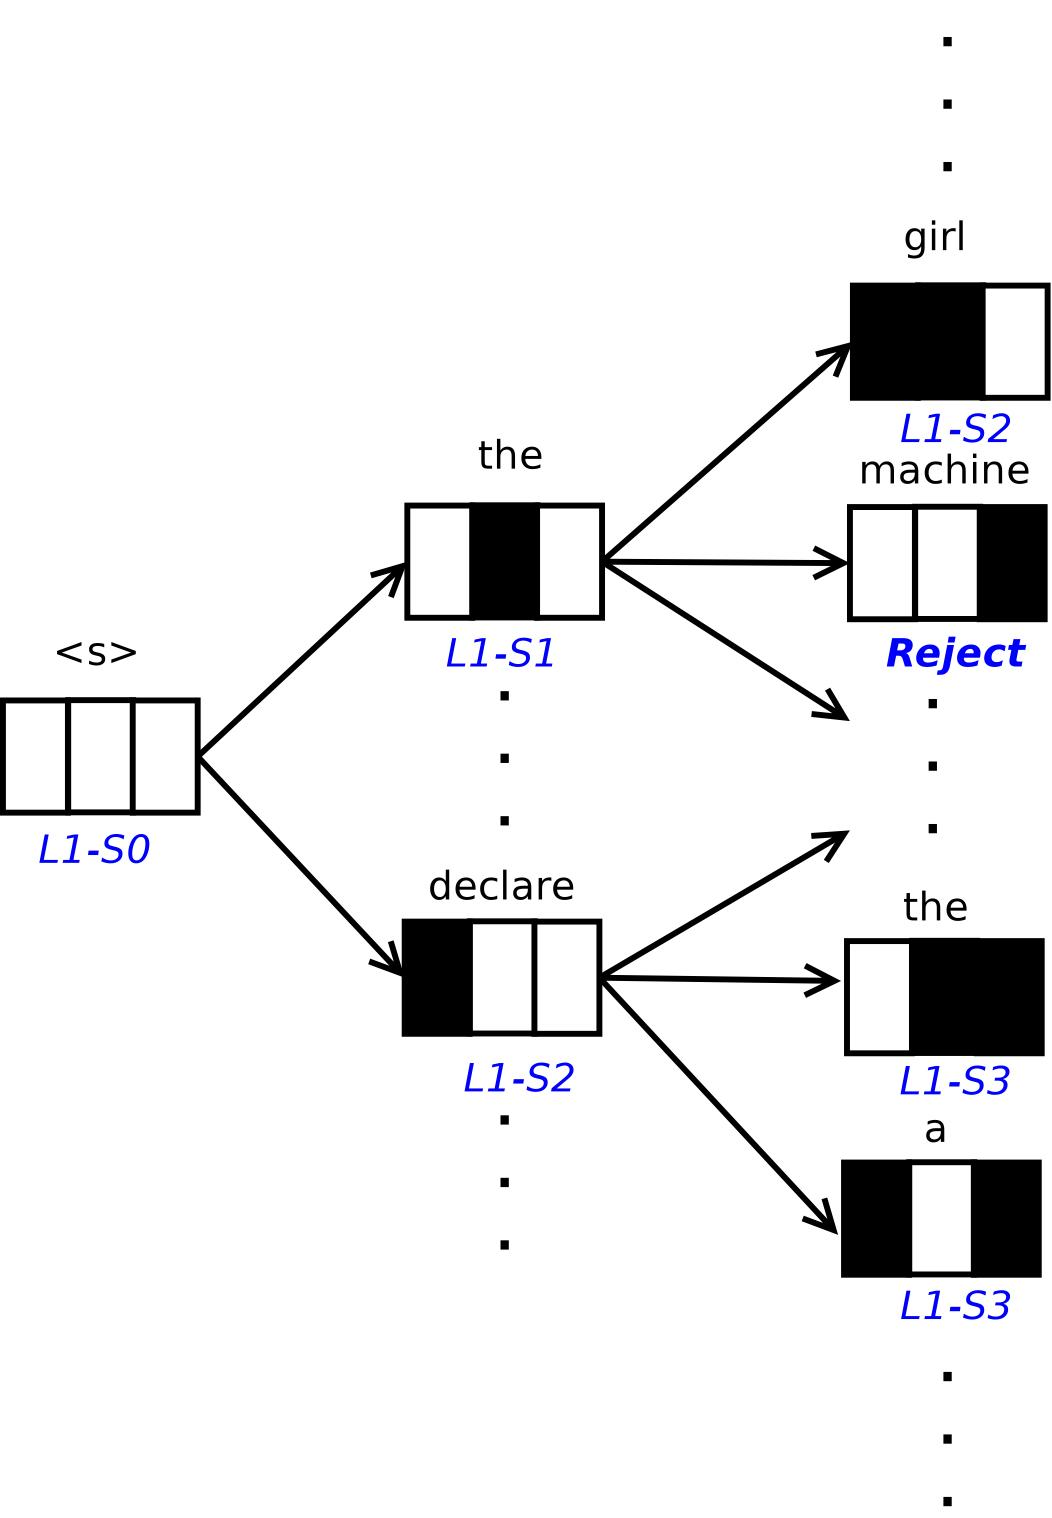 <s>
L1-S0
the
L1-S1
declare
L1-S2
girl
L1-S2
machine
Reject
the
L1-S3
a
L1-S3